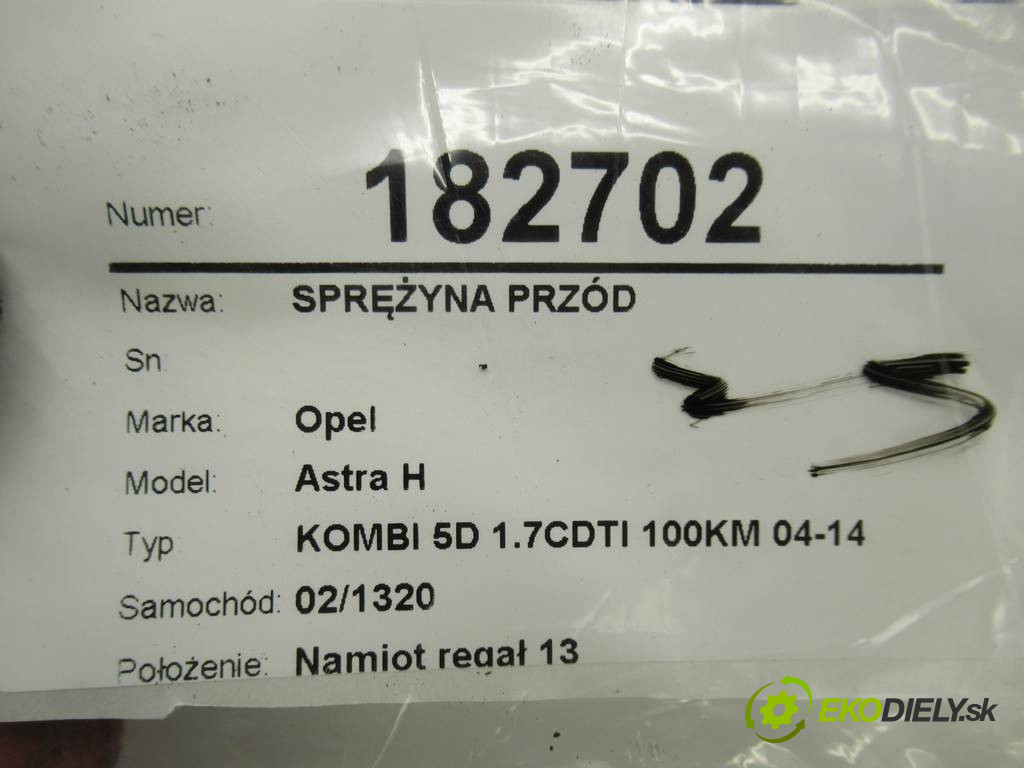 Numer: 182702
Nazwa: SPRĘŻYNA PRZÓD
Sn
Marka: Opel
Model: Astra H
Typ KOMBI 5D 1.7CDTI 100KM 04-14
Samochód: 02/1320
Położenie: Namiot regał 13
EKODIELY.sk